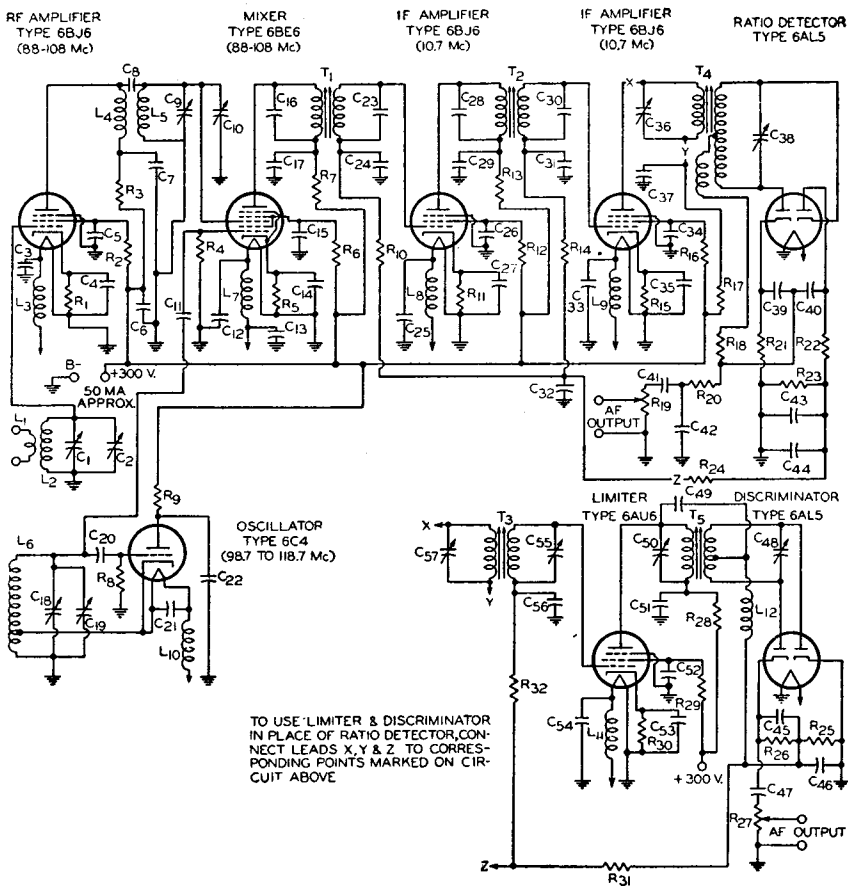 RF AMPLIFIER
TYPE 6BJ6
(88-108 Mc)
MIXER
TYPE 6BE6
(88-108 Mc)
IF AMPLIFIER
TYPE 6BJ6
(10.7 Mc)
IF AMPLIFIER
TYPE 6BJ6
(10.7 Mc)
RATIO DETECTOR
TYPE 6AL5
C8
L4
L5
C9
C10
C7
R3
C16
T1
C23
C17
R7
C24
C28
T2
C30
C29
R13
C31
X
T4
C36
Y
C37
C38
C3
C5
R2
C4
L3
R1
C6
C11
R4
C15
R6
L7
R5
C14
C12
C13
R10
C26
R12
L8
R11
C27
C25
R14
C34
R16
C33
L9
C35
R15
R17
R18
C39
C40
R21
R22
R23
C43
C44
B-
+300 V.
50 MA
APPROX.
C32
C41
R19
R20
AF
OUTPUT
C42
Z
R24
L1
L2
C1
C2
R9
OSCILLATOR
TYPE 6C4
(98.7 TO 118.7 Mc)
L6
C20
R8
C18
C19
C21
L10
C22
LIMITER
TYPE 6AU6
C49
DISCRIMINATOR
TYPE 6AL5
X
C57
T3
C55
Y
C56
C50
T5
C48
C51
R28
L12
R32
C52
R29
C54
L11
C53
R30
+300 V.
C45
R26
R25
C46
C47
R27
AF OUTPUT
Z
R31
TO USE LIMITER & DISCRIMINATOR
IN PLACE OF RATIO DETECTOR, CON-
NECT LEADS X, Y & Z TO CORRES-
PONDING POINTS MARKED ON CIR-
CUIT ABOVE